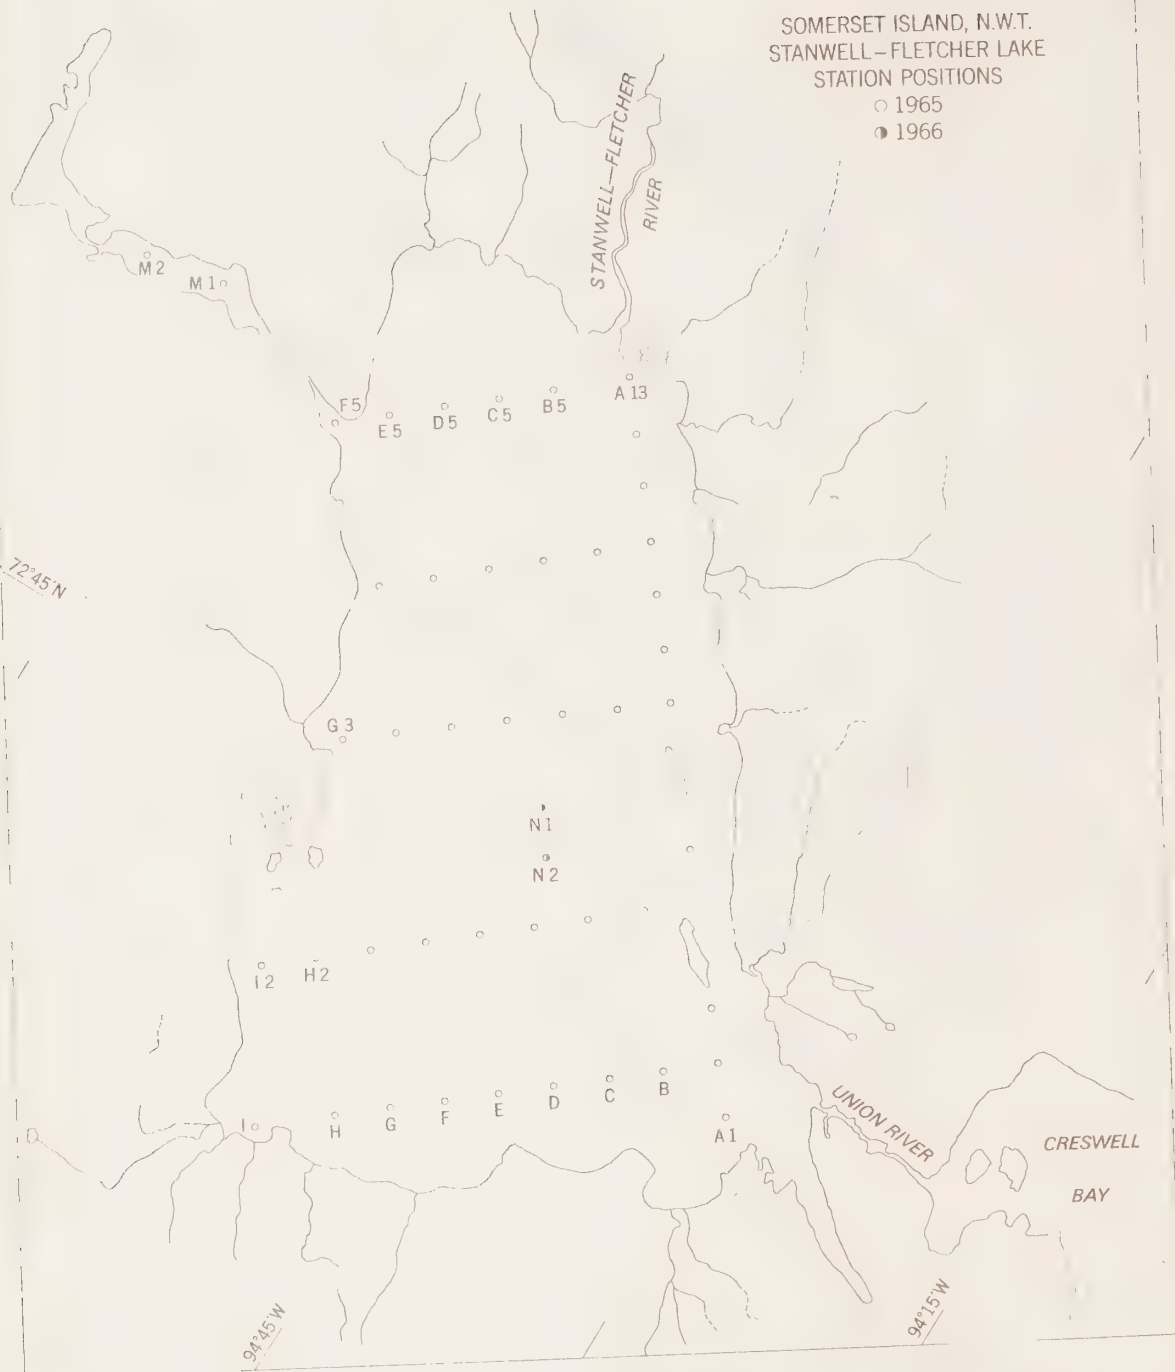 SOMERSET ISLAND, N.W.T.
STANWELL–FLETCHER LAKE
STATION POSITIONS
○ 1965
◑ 1966
STANWELL—FLETCHER
RIVER
M2
M1
F5
E5
D5
C5
B5
A13
72°45'N
G3
N1
N2
I2
H2
I
H
G
F
E
D
C
B
A1
UNION RIVER
CRESWELL
BAY
94°45'W
94°15'W